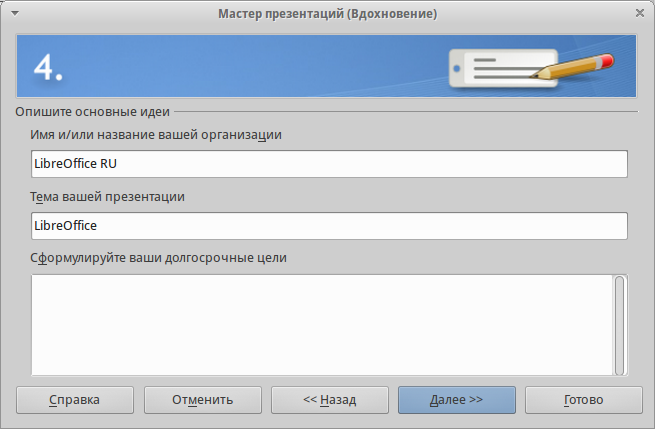 Мастер презентаций (Вдохновение)
4.
Опишите основные идеи
Имя и/или название вашей организации
LibreOffice RU
Тема вашей презентации
LibreOffice
Сформулируйте ваши долгосрочные цели
Справка
Отменить
<< Назад
Далее >>
Готово